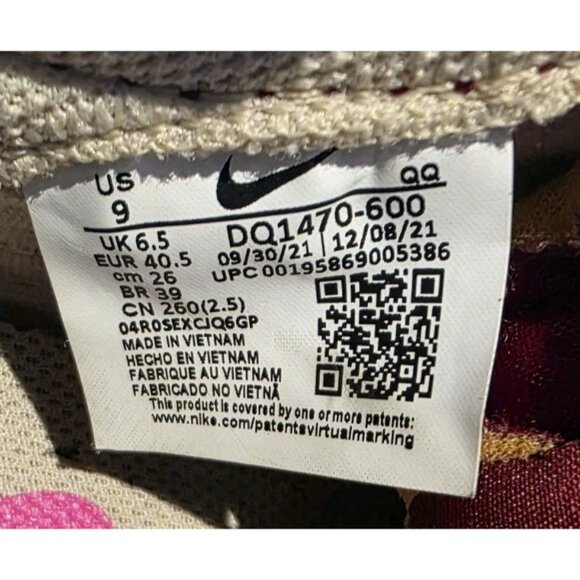 US QQ
9 DQ1470-600
UK 6.5 09/30/21 | 12/08/21
EUR 40.5 UPC 00195869005386
cm 26
BR 39
CN 260(2.5)
04R0SEXCJQ6GP
MADE IN VIETNAM
HECHO EN VIETNAM
FABRIQUE AU VIETNAM
FABRICADO NO VIETNÃ
This product is covered by one or more patents:
www.nike.com/patentsvirtualmarking